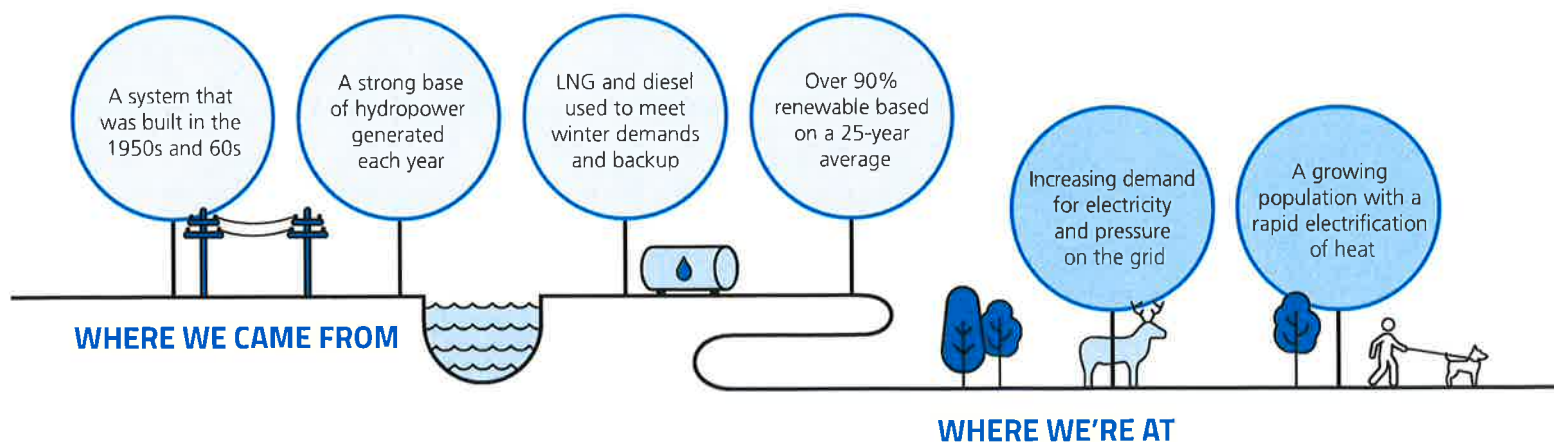 A system that
was built in the
1950s and 60s
A strong base
of hydropower
generated
each year
LNG and diesel
used to meet
winter demands
and backup
Over 90%
renewable based
on a 25-year
average
Increasing demand
for electricity
and pressure
on the grid
A growing
population with a
rapid electrification
of heat
WHERE WE CAME FROM
WHERE WE'RE AT